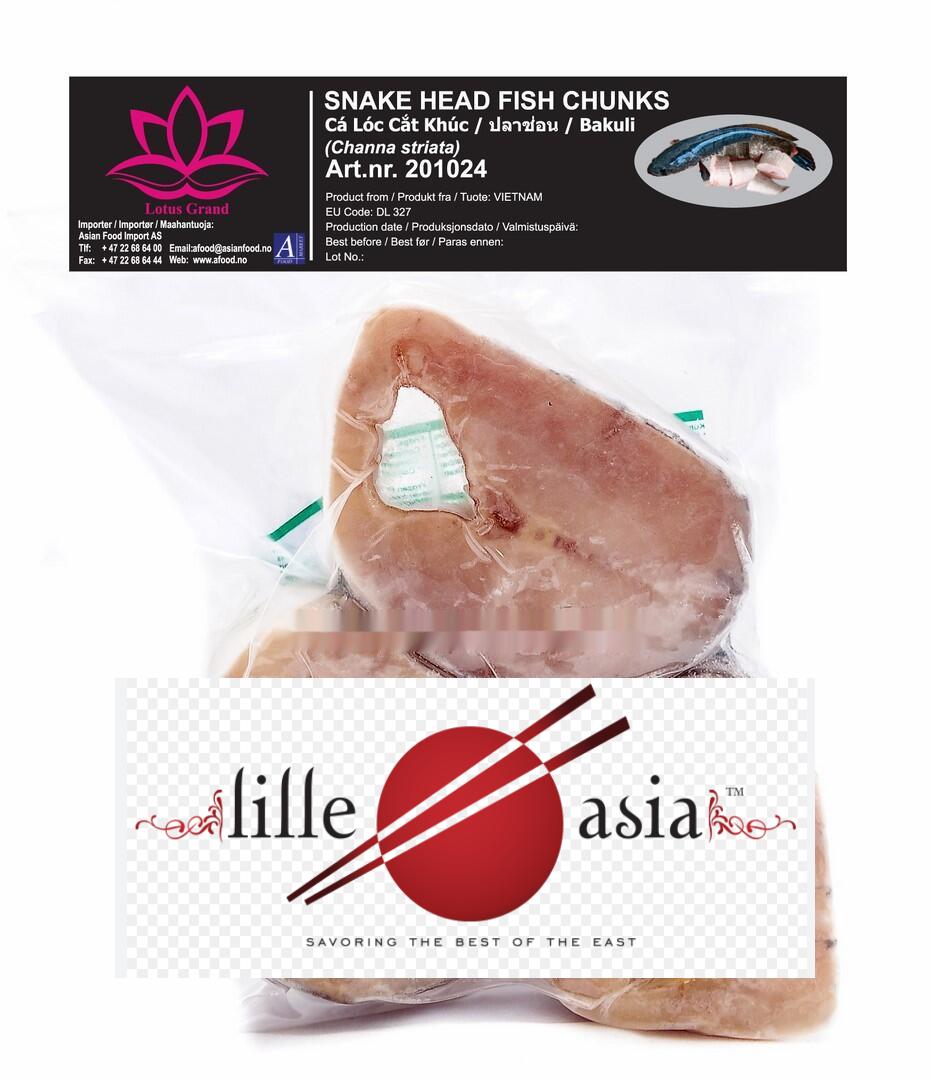 SNAKE HEAD FISH CHUNKS
Cá Lóc Cắt Khúc / ปลาช่อน / Bakuli
(Channa striata)
Art.nr. 201024
Product from / Produkt fra / Tuote: VIETNAM
EU Code: DL 327
Production date / Produksjonsdato / Valmistuspäivä:
Best before / Best før / Paras ennen:
Lot No.:
Lotus Grand
Importer / Importør / Maahantuoja:
Asian Food Import AS
Tlf: + 47 22 68 64 00 Email:afood@asianfood.no
Fax: + 47 22 68 64 44 Web: www.afood.no
A
FOOD
MARKET
lille asia™
SAVORING THE BEST OF THE EAST